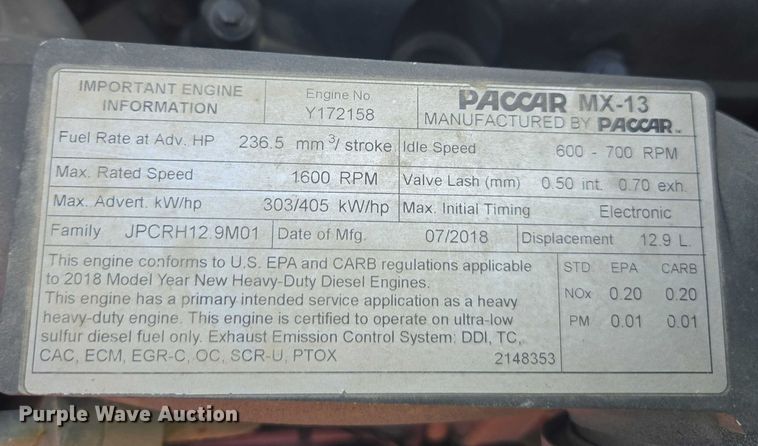 IMPORTANT ENGINE
INFORMATION
Engine No.
Y172158
PACCAR MX-13
MANUFACTURED BY PACCAR
Fuel Rate at Adv. HP 236.5 mm³/ stroke
Idle Speed 600 - 700 RPM
Max. Rated Speed 1600 RPM
Valve Lash (mm) 0.50 int. 0.70 exh.
Max. Advert. kW/hp 303/405 kW/hp
Max. Initial Timing Electronic
Family JPCRH12.9M01
Date of Mfg. 07/2018
Displacement 12.9 L.
This engine conforms to U.S. EPA and CARB regulations applicable
to 2018 Model Year New Heavy-Duty Diesel Engines.
This engine has a primary intended service application as a heavy
heavy-duty engine. This engine is certified to operate on ultra-low
sulfur diesel fuel only. Exhaust Emission Control System: DDI, TC,
CAC, ECM, EGR-C, OC, SCR-U, PTOX 2148353
STD EPA CARB
NOx 0.20 0.20
PM 0.01 0.01
Purple Wave Auction